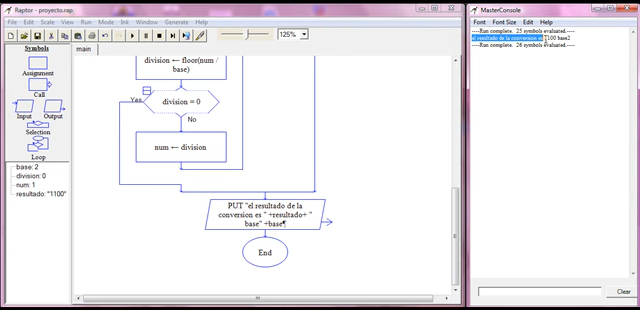 Raptor - proyecto.rap
File Edit Scale View Run Mode Ink Window Generate Help
125%
Symbols
Assignment
Call
Input Output
Selection
Loop
base: 2
division: 0
num: 1
resultado: "1100"
main
division ← floor(num /
base)
Yes
division = 0
No
num ← division
PUT "el resultado de la
conversion es " +resultado+ "
base" +base¶
End
MasterConsole
Font Font Size Edit Help
----Run complete. 25 symbols evaluated.----
el resultado de la conversion es 1100 base2
----Run complete. 26 symbols evaluated.----
Clear